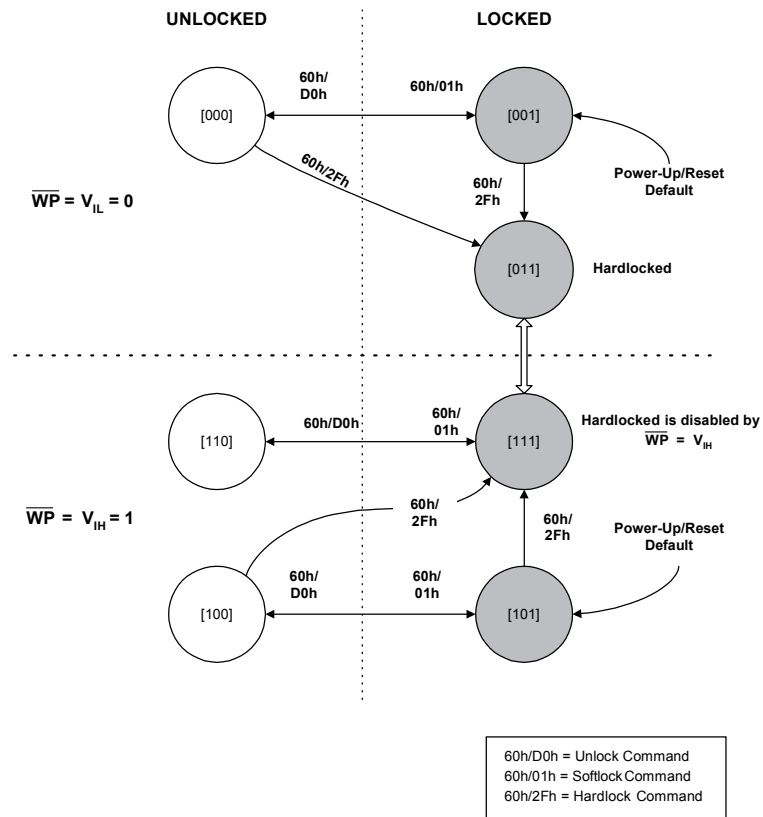 UNLOCKED
LOCKED
60h/
D0h
60h/01h
[000]
[001]
60h/2Fh
60h/
2Fh
Power-Up/Reset
Default
W̅P̅ = VIL = 0
[011]
Hardlocked
60h/D0h
60h/
01h
[110]
[111]
Hardlocked is disabled by
W̅P̅ = VIH
60h/
2Fh
60h/
2Fh
W̅P̅ = VIH = 1
Power-Up/Reset
Default
60h/
D0h
60h/
01h
[100]
[101]
60h/D0h = Unlock Command
60h/01h = Softlock Command
60h/2Fh = Hardlock Command